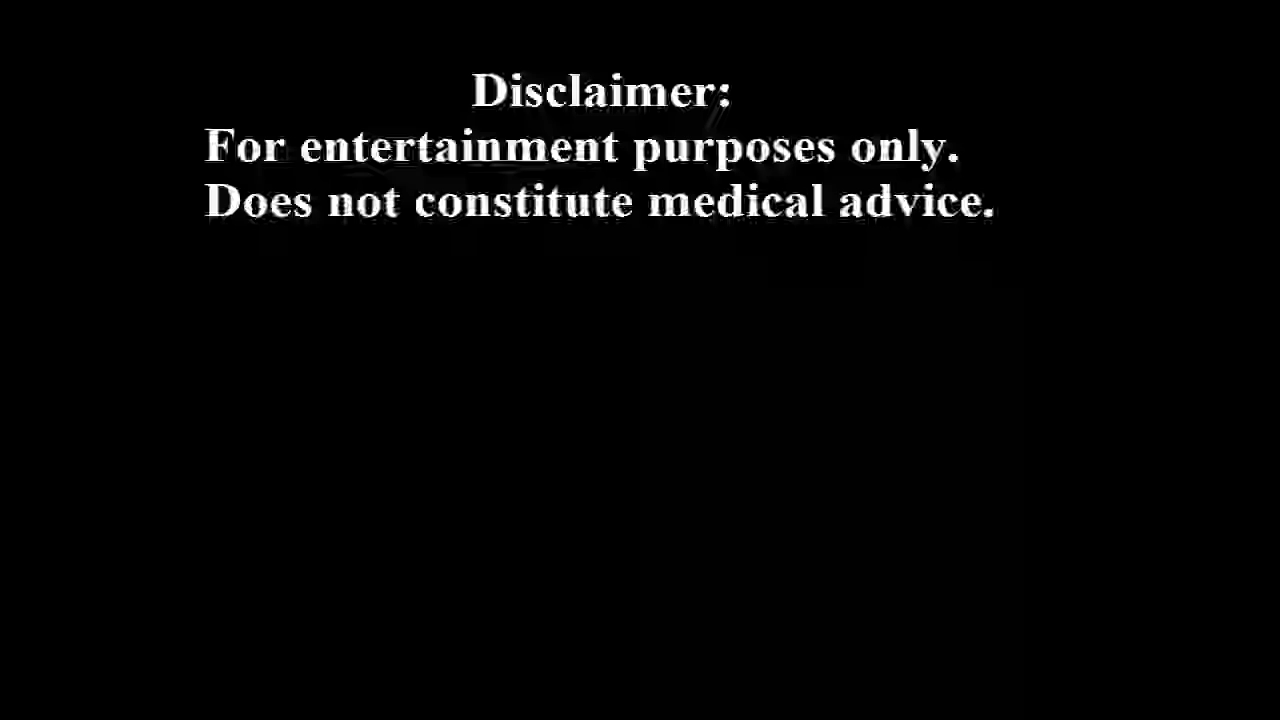 Disclaimer:
For entertainment purposes only.
Does not constitute medical advice.